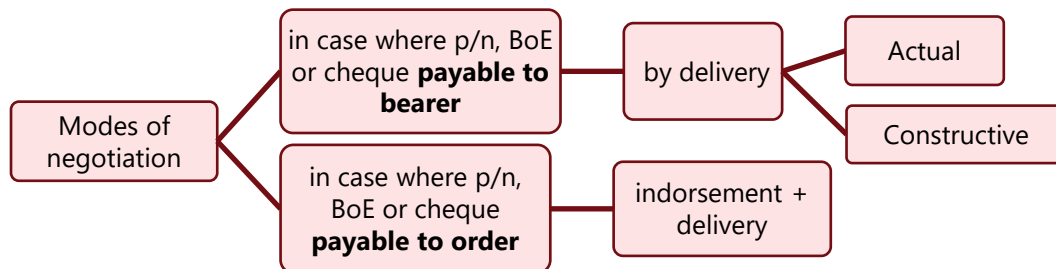 Modes of
negotiation
in case where p/n, BoE
or cheque payable to
bearer
by delivery
Actual
Constructive
in case where p/n,
BoE or cheque
payable to order
indorsement +
delivery